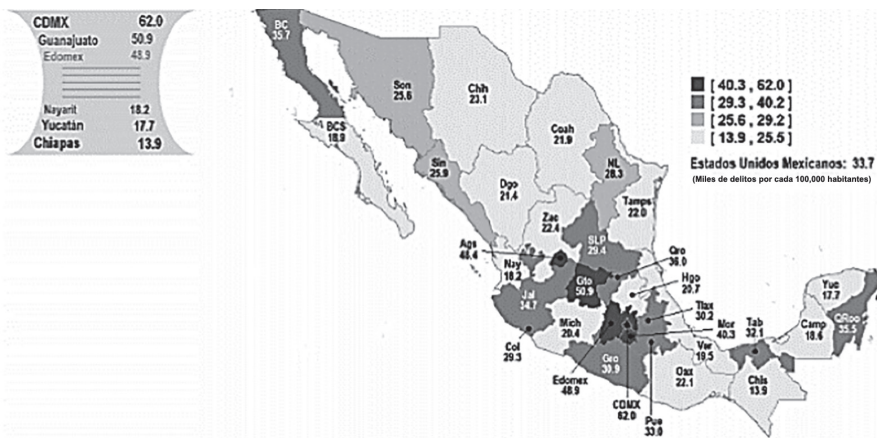 CDMX 62.0
Guanajuato 50.9
Edomex 48.9
Nayarit 18.2
Yucatán 17.7
Chiapas 13.9
BC
35.7
Son
25.6
Chih
23.1
BCS
18.9
Coah
21.9
Sin
25.9
NL
28.3
Dgo
21.4
Tamps
22.0
Zac
22.4
SLP
29.4
Ags
48.4
Nay
18.2
Qro
36.0
Gto
50.9
Hgo
20.7
Jal
34.7
Tlax
30.2
Mich
20.4
Mor
40.3
Col
29.3
Tab
32.1
Ver
19.5
Camp
18.6
Yuc
17.7
QRoo
35.5
Gro
30.9
Oax
22.1
Chis
13.9
Edomex
48.9
CDMX
62.0
Pue
33.0
[ 40.3 , 62.0 ]
[ 29.3 , 40.2 ]
[ 25.6 , 29.2 ]
[ 13.9 , 25.5 ]
Estados Unidos Mexicanos: 33.7
(Miles de delitos por cada 100,000 habitantes)